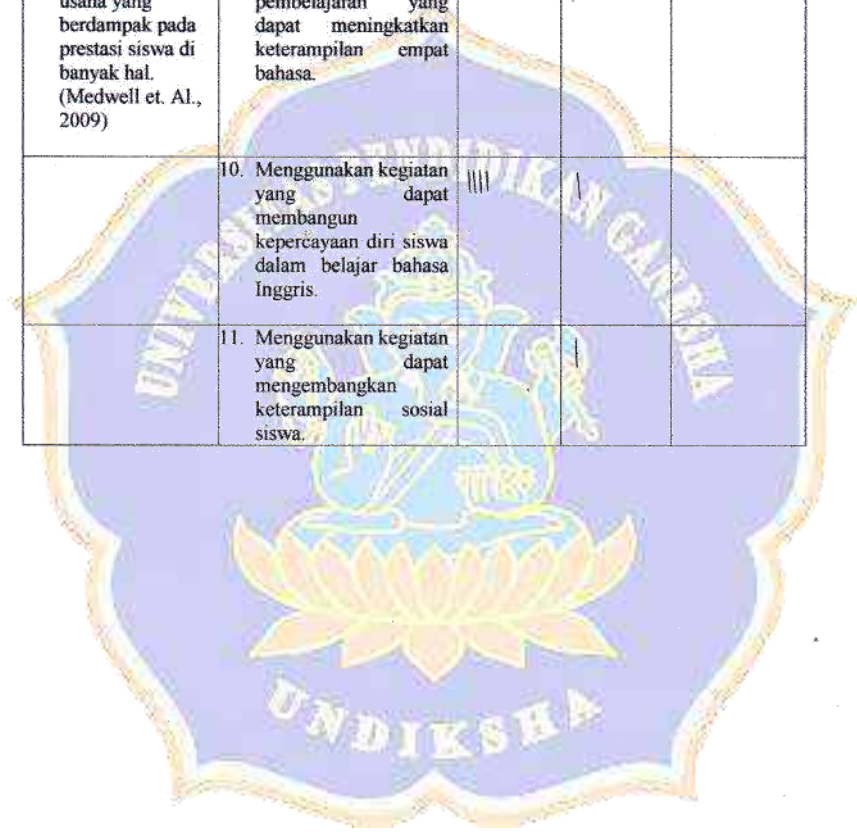 usaha yang
berdampak pada
prestasi siswa di
banyak hal.
(Medwell et. Al.,
2009)
pembelajaran yang
dapat meningkatkan
keterampilan empat
bahasa.
10. Menggunakan kegiatan
yang dapat
membangun
kepercayaan diri siswa
dalam belajar bahasa
Inggris.
||||
|
11. Menggunakan kegiatan
yang dapat
mengembangkan
keterampilan sosial
siswa.
|
UNIVERSITAS PENDIDIKAN GANESHA
UNDIKSHA